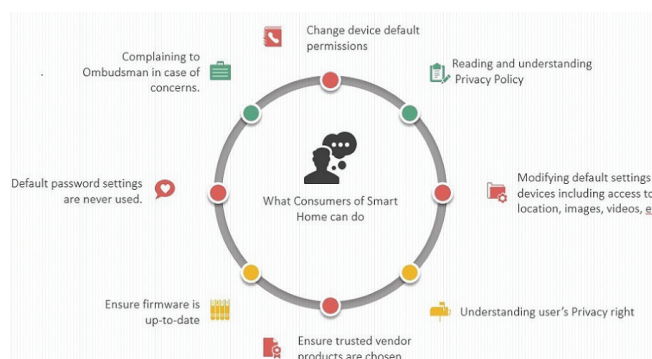 Change device default
permissions
Reading and understanding
Privacy Policy
Modifying default settings
devices including access to
location, images, videos,
Understanding user's Privacy right
Ensure trusted vendor
products are chosen
Ensure firmware is
up-to-date
Default password settings
are never used.
Complaining to
Ombudsman in case of
concerns.
What Consumers of Smart
Home can do